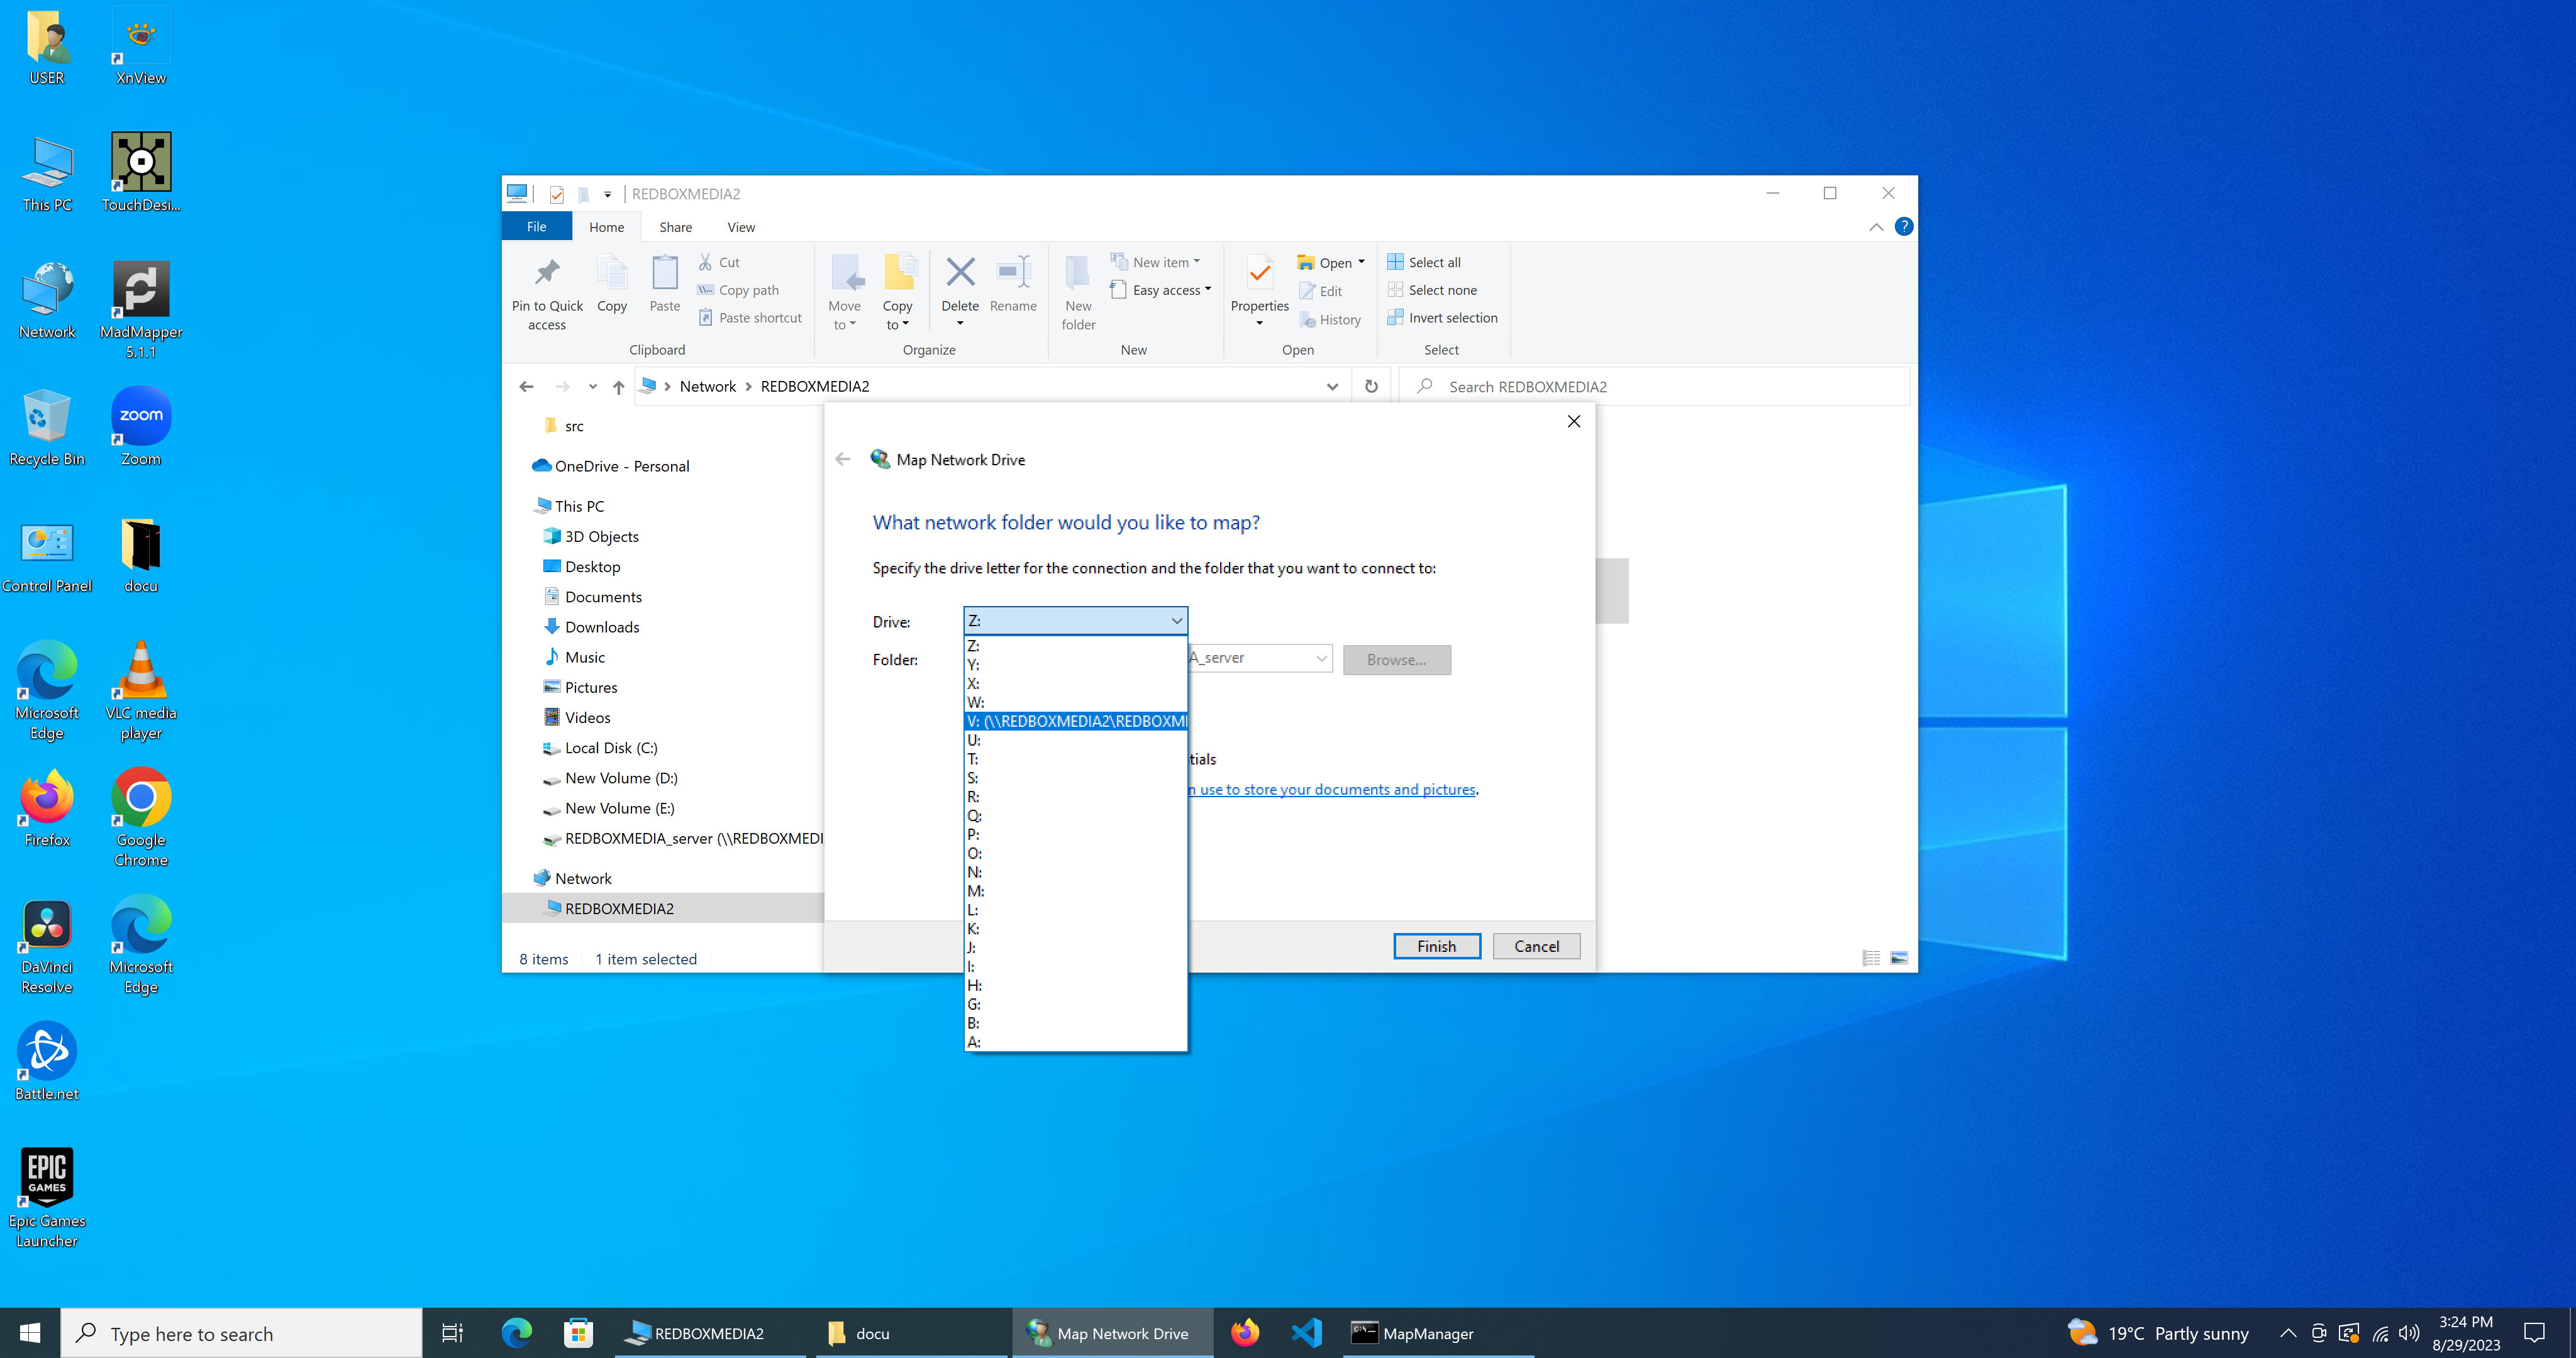 USER
XnView
This PC
TouchDesi...
Network
MadMapper
5.1.1
Recycle Bin
zoom
Zoom
Control Panel
docu
Microsoft
Edge
VLC media
player
Firefox
Google
Chrome
DaVinci
Resolve
Microsoft
Edge
Battle.net
EPIC
GAMES
Epic Games
Launcher
REDBOXMEDIA2
File
Home
Share
View
Pin to Quick
access
Copy
Paste
Cut
Copy path
Paste shortcut
Clipboard
Move
to
Copy
to
Delete
Rename
Organize
New
folder
New item
Easy access
New
Properties
Open
Edit
History
Open
Select all
Select none
Invert selection
Select
Network > REDBOXMEDIA2
Search REDBOXMEDIA2
src
OneDrive - Personal
This PC
3D Objects
Desktop
Documents
Downloads
Music
Pictures
Videos
Local Disk (C:)
New Volume (D:)
New Volume (E:)
REDBOXMEDIA_server (\\REDBOXMEDI
Network
REDBOXMEDIA2
8 items
1 item selected
Map Network Drive
What network folder would you like to map?
Specify the drive letter for the connection and the folder that you want to connect to:
Drive:
Z:
Folder:
A_server
Browse...
Z:
Y:
X:
W:
V: (\\REDBOXMEDIA2\REDBOXMI
U:
T:
S:
R:
Q:
P:
O:
N:
M:
L:
K:
J:
I:
H:
G:
B:
A:
tials
n use to store your documents and pictures.
Finish
Cancel
Type here to search
REDBOXMEDIA2
docu
Map Network Drive
MapManager
19°C Partly sunny
3:24 PM
8/29/2023